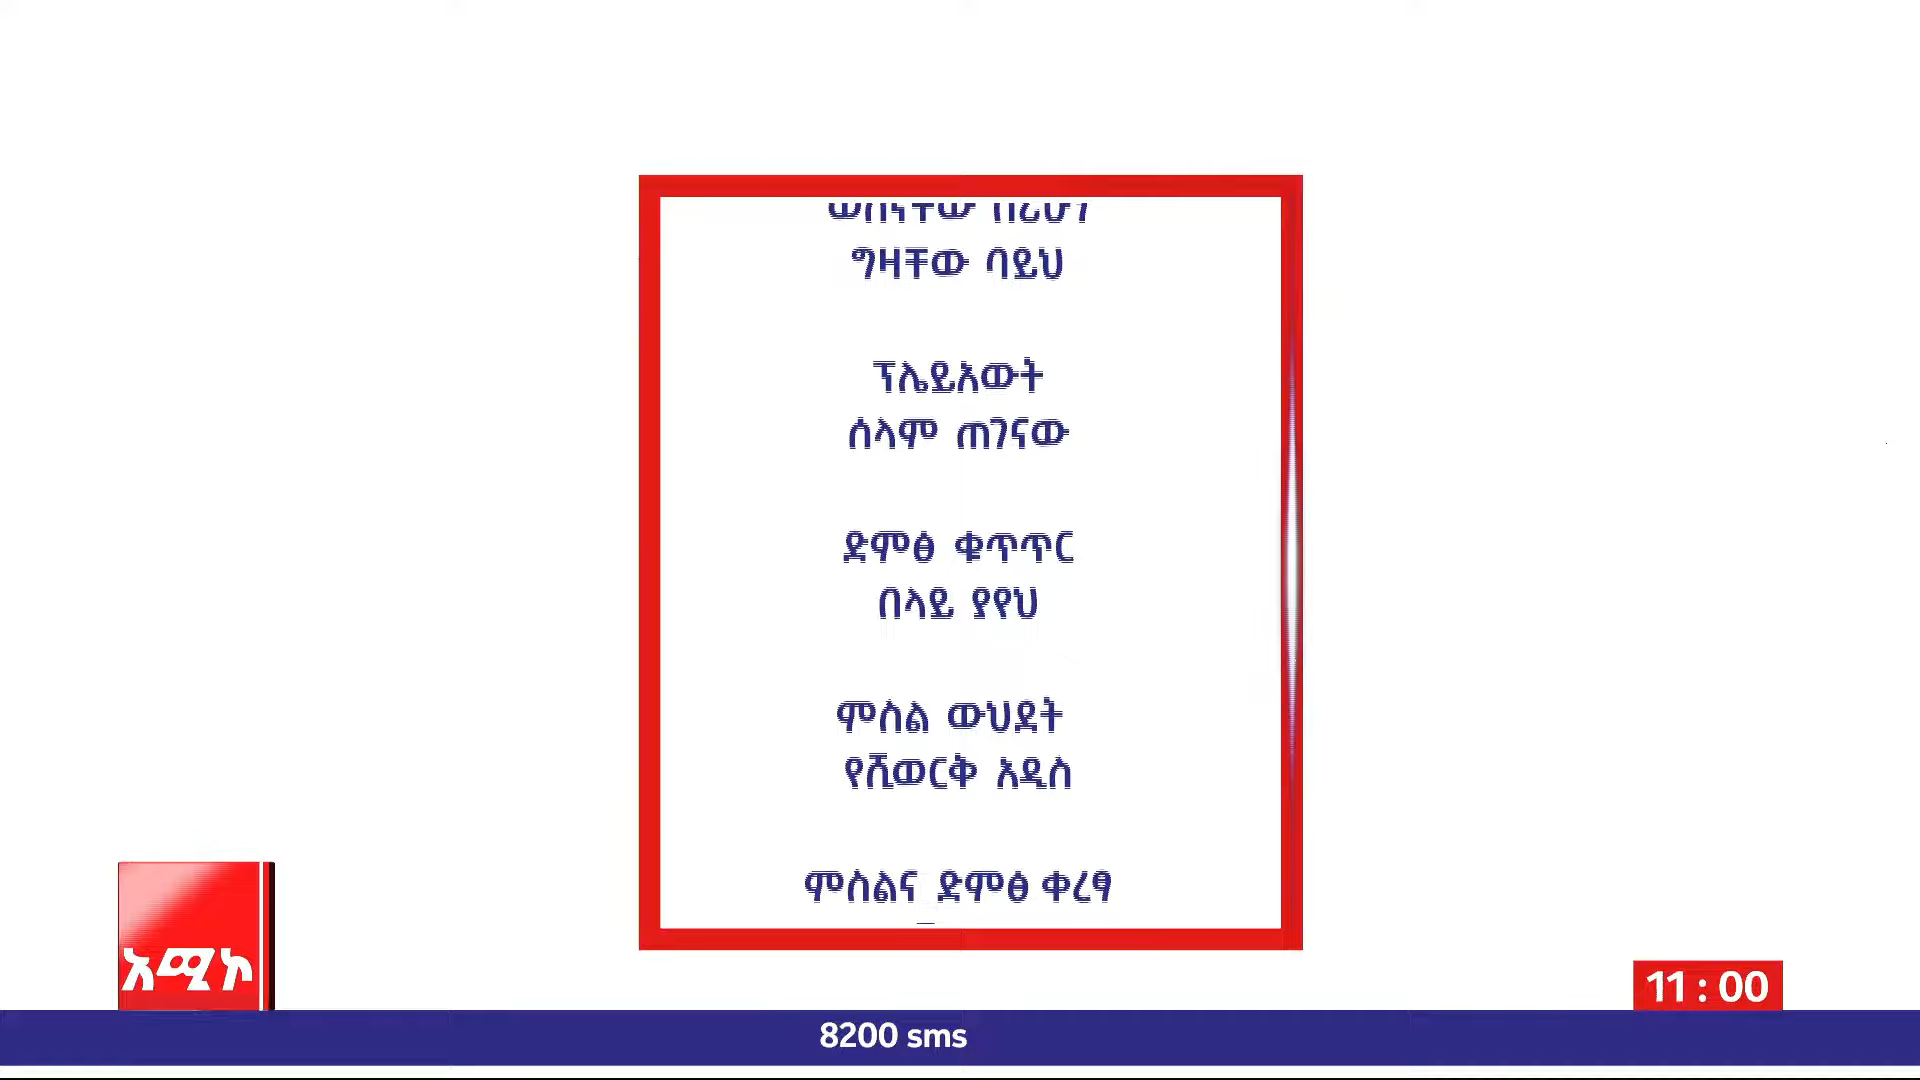 ግዛቸው ባይህ
ፕሌይአውት
ሰላም ጠገናው
ድምፅ ቁጥጥር
በላይ ያየህ
ምስል ውህደት
የሺወርቅ አዲስ
ምስልና ድምፅ ቀረፃ
አሚኮ
11 : 00
8200 sms